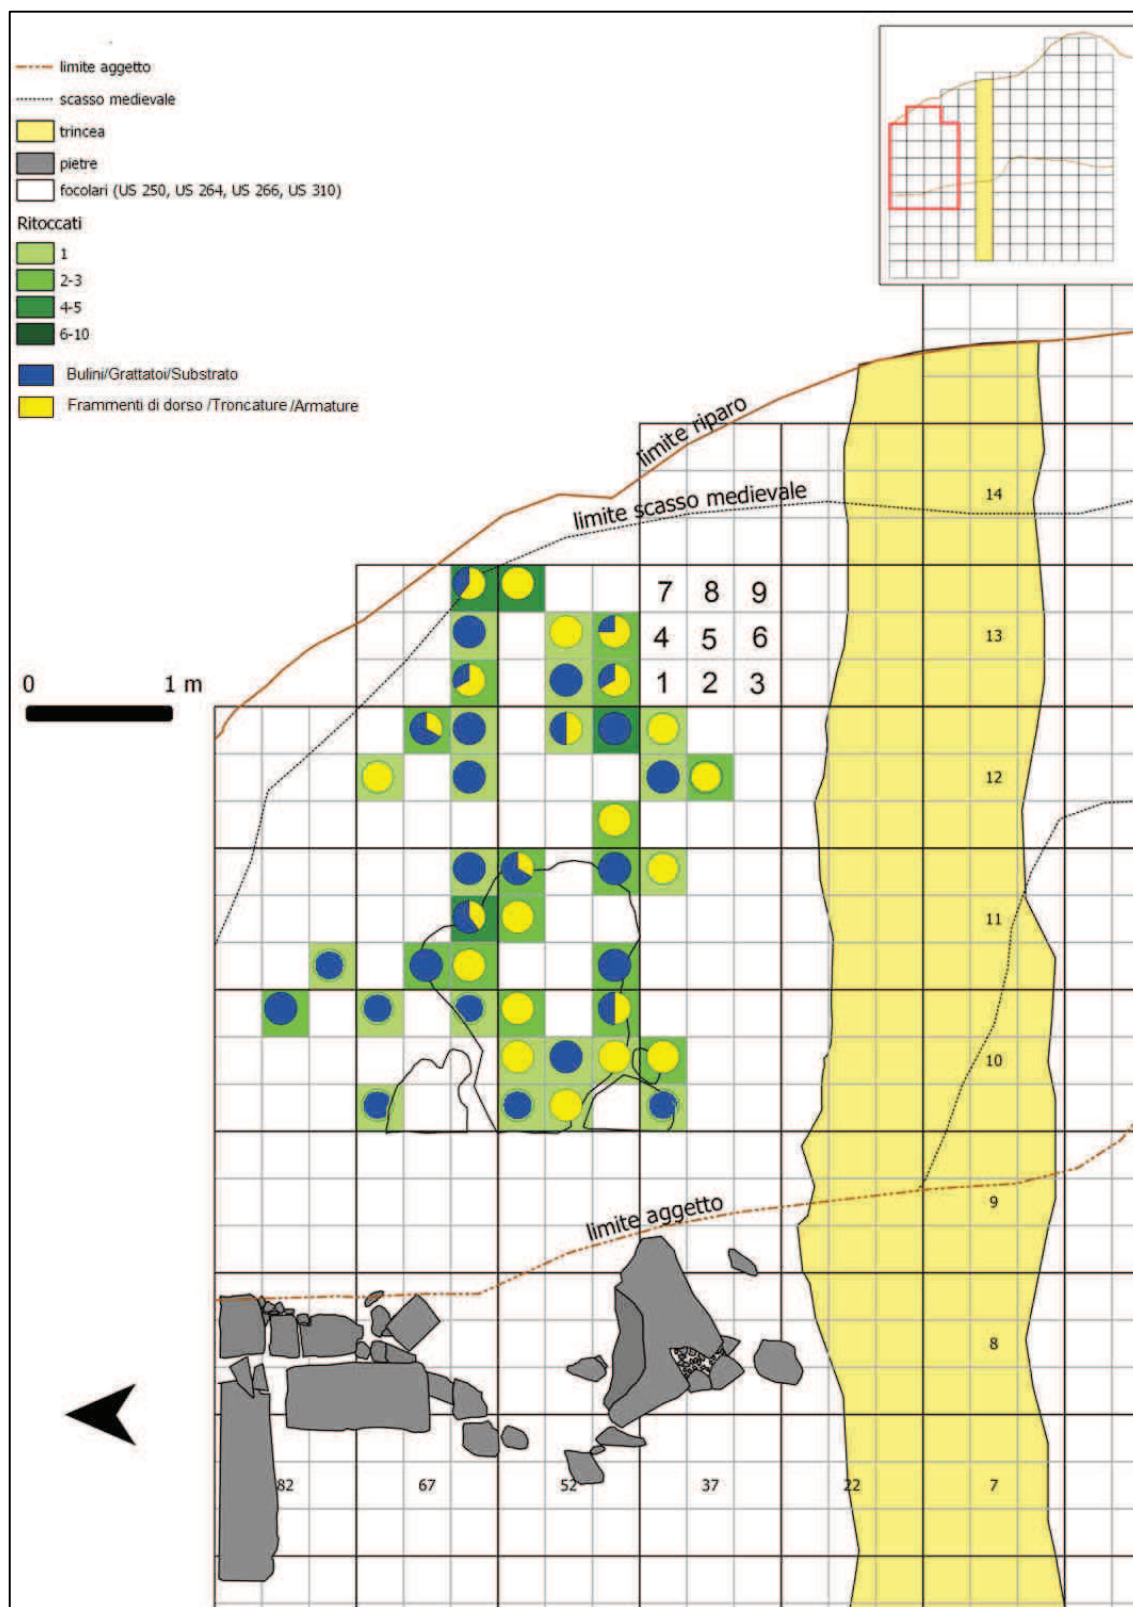 limite aggetto
scasso medievale
trincea
pietre
focolari (US 250, US 264, US 266, US 310)
Ritoccati
1
2-3
4-5
6-10
Bulini/Grattatoi/Substrato
Frammenti di dorso /Troncature /Armature
limite riparo
limite scasso medievale
14
7 8 9
4 5 6
1 2 3
13
0 1 m
12
11
10
limite aggetto
9
8
82 67 52 37 22 7